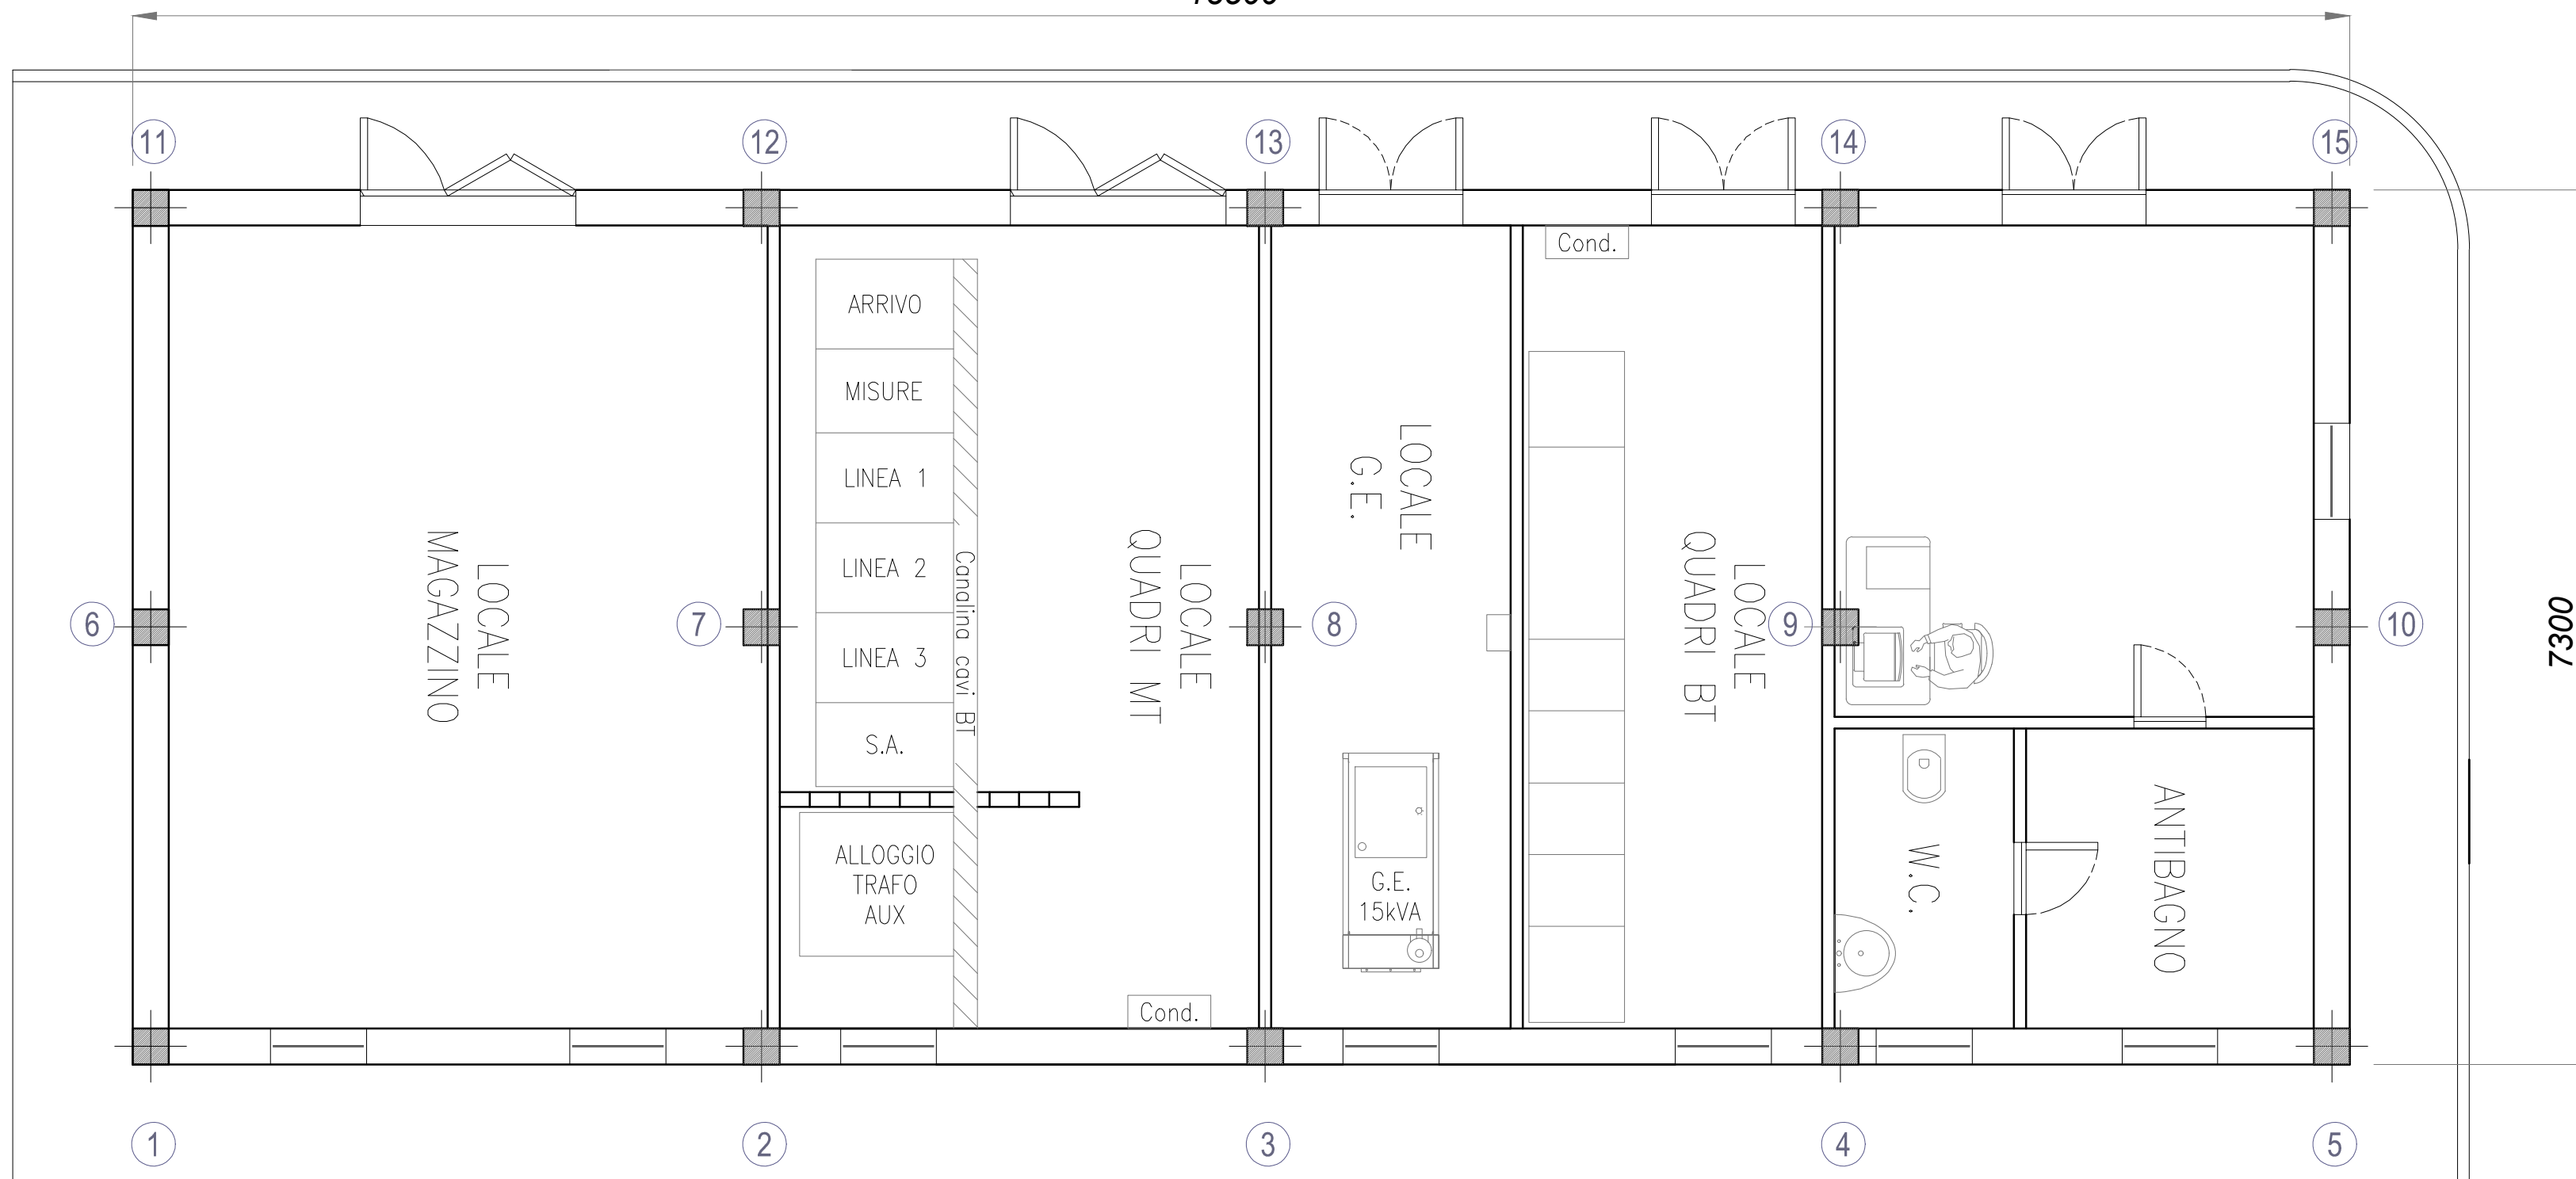 11
12
13
14
15
Cond.
ARRIVO
MISURE
LINEA 1
LINEA 2
LINEA 3
S.A.
Canalina cavi BT
ALLOGGIO
TRAFO
AUX
LOCALE
MAGAZZINO
LOCALE
QUADRI MT
LOCALE
G.E.
LOCALE
QUADRI BT
6
7
8
9
10
7300
G.E.
15kVA
W.C.
ANTIBAGNO
Cond.
1
2
3
4
5